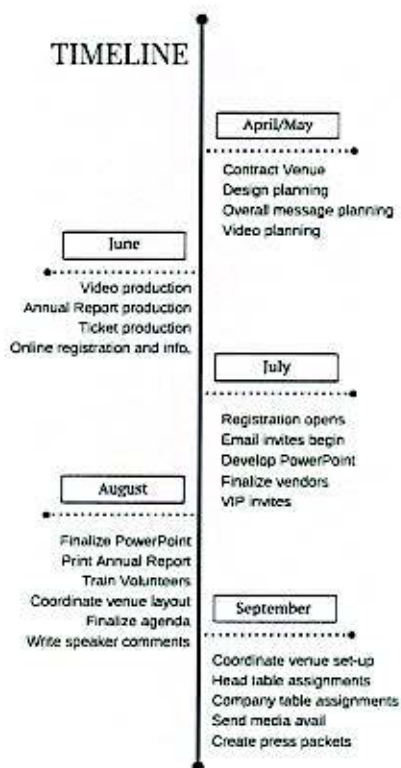 TIMELINE
April/May
Contract Venue
Design planning
Overall message planning
Video planning
June
Video production
Annual Report production
Ticket production
Online registration and info.
July
Registration opens
Email invites begin
Develop PowerPoint
Finalize vendors
VIP invites
August
Finalize PowerPoint
Print Annual Report
Train Volunteers
Coordinate venue layout
Finalize agenda
Write speaker comments
September
Coordinate venue set-up
Head table assignments
Company table assignments
Send media avail
Create press packets